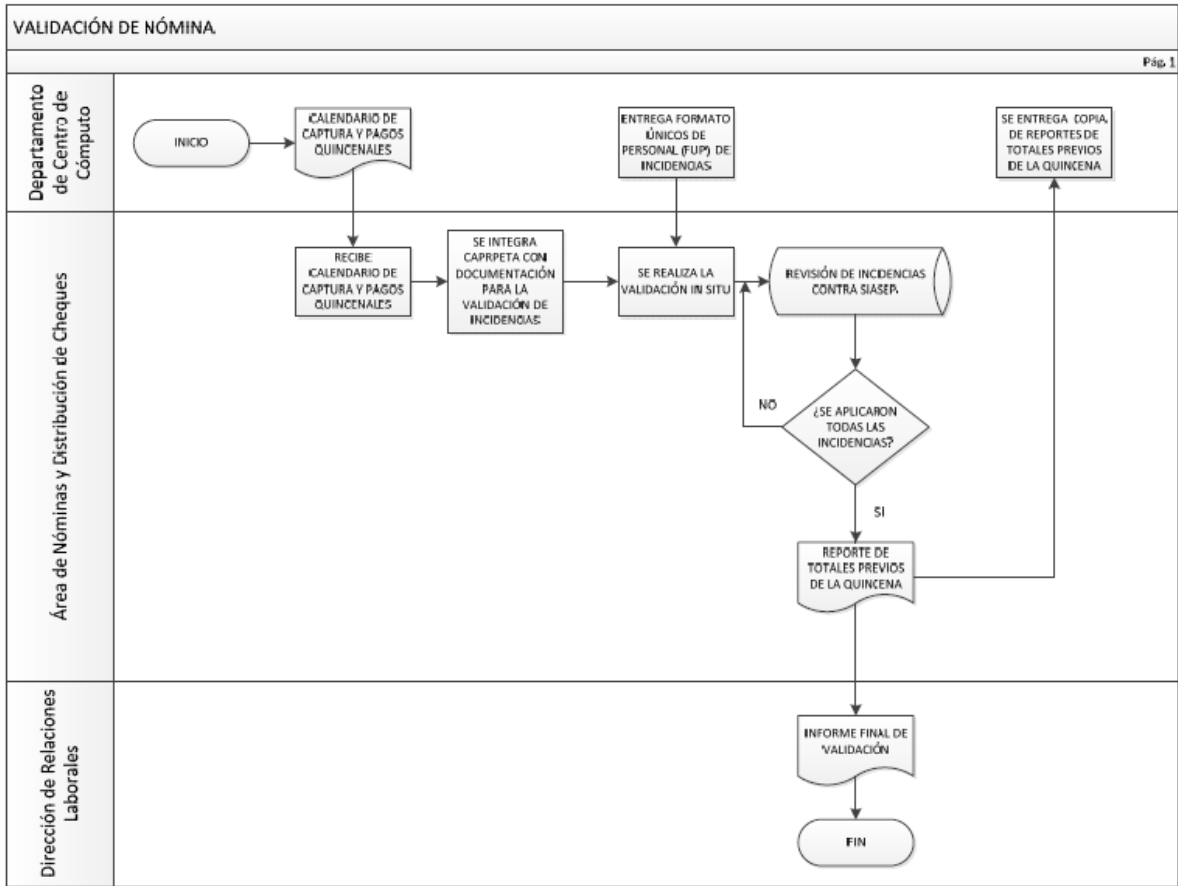 VALIDACIÓN DE NÓMINA.
Pág. 1
Departamento
de Centro de
Cómputo
INICIO
CALENDARIO DE
CAPTURA Y PAGOS
QUINCENALES
ENTREGA FORMATO
ÚNICOS DE
PERSONAL (FUP) DE
INCIDENCIAS.
SE ENTREGA COPIA
DE REPORTES DE
TOTALES PREVIOS
DE LA QUINCENA
Área de Nóminas y Distribución de Cheques
RECIBE
CALENDARIO DE
CAPTURA Y PAGOS
QUINCENALES
SE INTEGRA
CAPRPETA CON
DOCUMENTACIÓN
PARA LA
VALIDACIÓN DE
INCIDENCIAS
SE REALIZA LA
VALIDACIÓN IN SITU
REVISIÓN DE INCIDENCIAS
CONTRA SIASEP.
NO
¿SE APLICARON
TODAS LAS
INCIDENCIAS?
SI
REPORTE DE
TOTALES PREVIOS
DE LA QUINCENA
Dirección de Relaciones
Laborales
INFORME FINAL DE
VALIDACIÓN
FIN